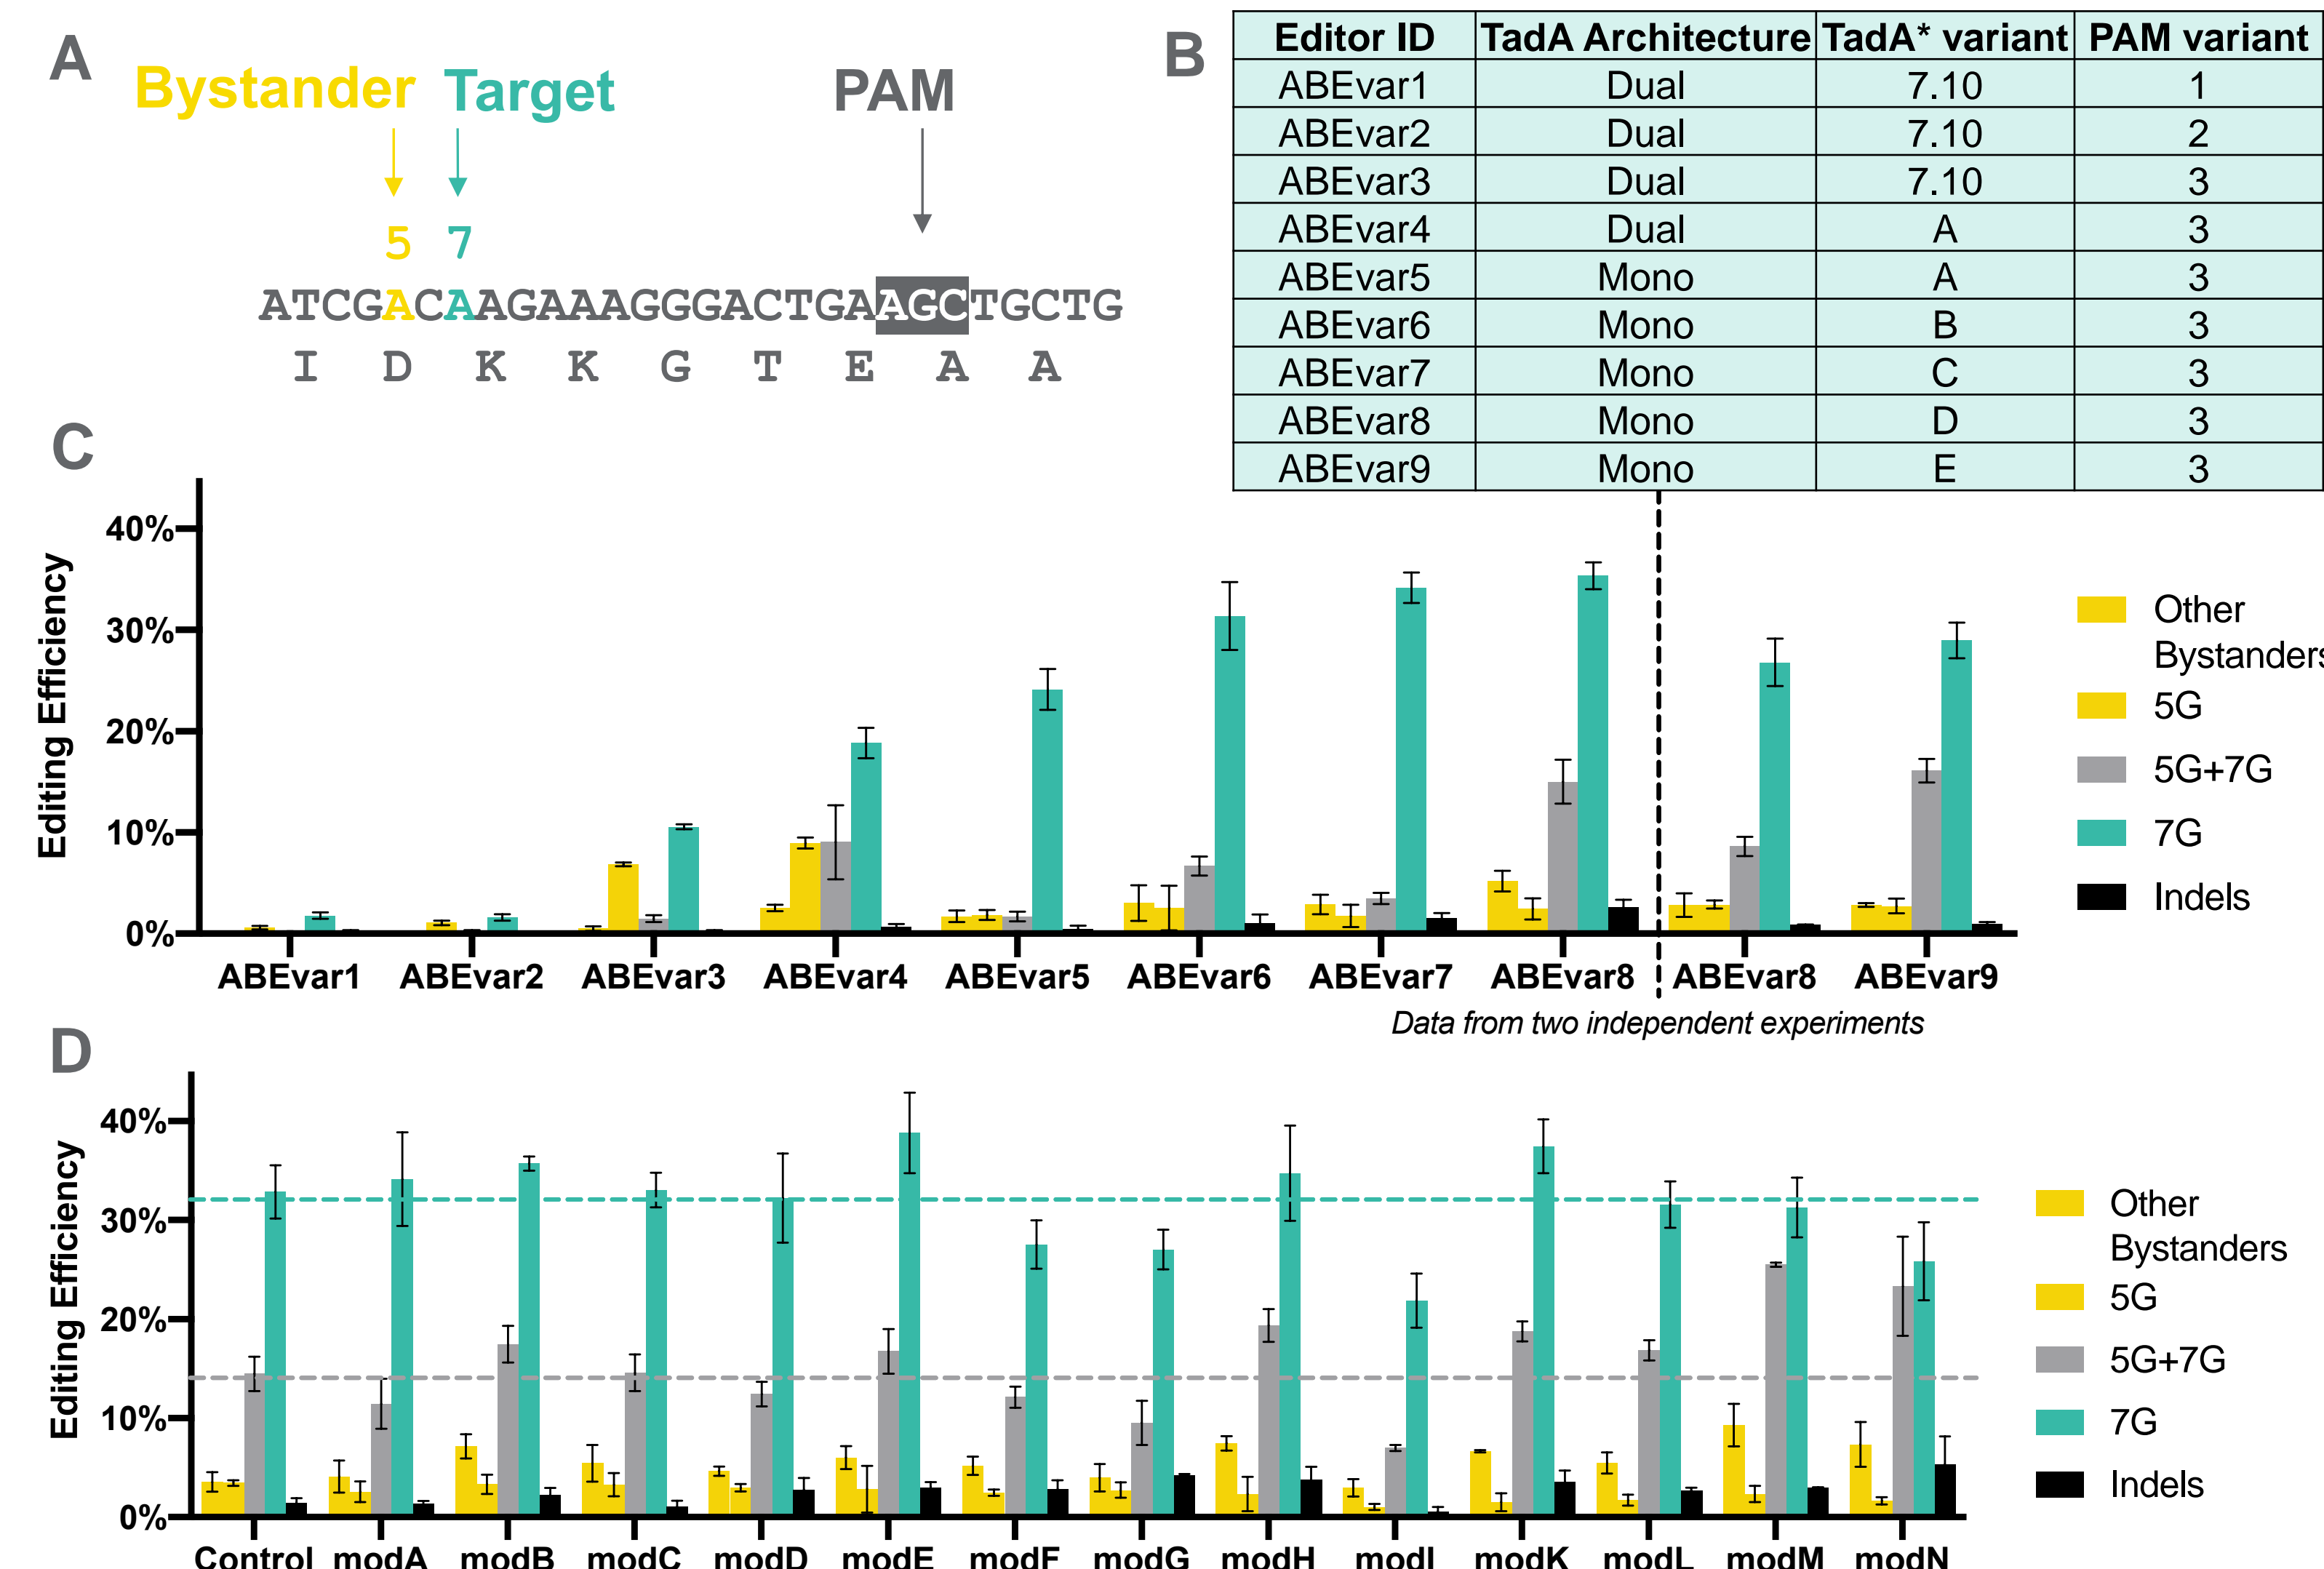 A
Bystander Target PAM
5 7
ATCGACAAGAAAGGGACTGAAGCTGCTG
I D K K G T E A A
B
Editor ID TadA Architecture TadA* variant PAM variant
ABEvar1 Dual 7.10 1
ABEvar2 Dual 7.10 2
ABEvar3 Dual 7.10 3
ABEvar4 Dual A 3
ABEvar5 Mono A 3
ABEvar6 Mono B 3
ABEvar7 Mono C 3
ABEvar8 Mono D 3
ABEvar9 Mono E 3
C
Editing Efficiency
40%
30%
20%
10%
0%
ABEvar1 ABEvar2 ABEvar3 ABEvar4 ABEvar5 ABEvar6 ABEvar7 ABEvar8 ABEvar8 ABEvar9
Data from two independent experiments
Other
Bystanders
5G
5G+7G
7G
Indels
D
Editing Efficiency
40%
30%
20%
10%
0%
Control modA modB modC modD modE modF modG modH modI modK modL modM modN
Other
Bystanders
5G
5G+7G
7G
Indels